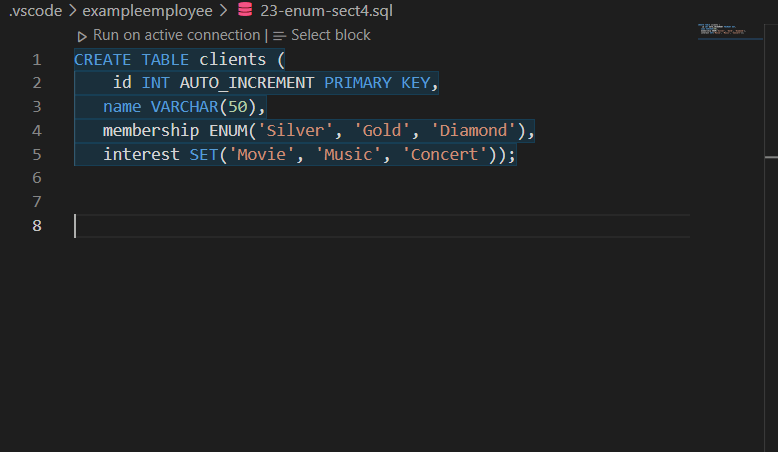 .vscode > exampleemployee > 23-enum-sect4.sql
Run on active connection | Select block
1 CREATE TABLE clients (
2 id INT AUTO_INCREMENT PRIMARY KEY,
3 name VARCHAR(50),
4 membership ENUM('Silver', 'Gold', 'Diamond'),
5 interest SET('Movie', 'Music', 'Concert'));
6
7
8